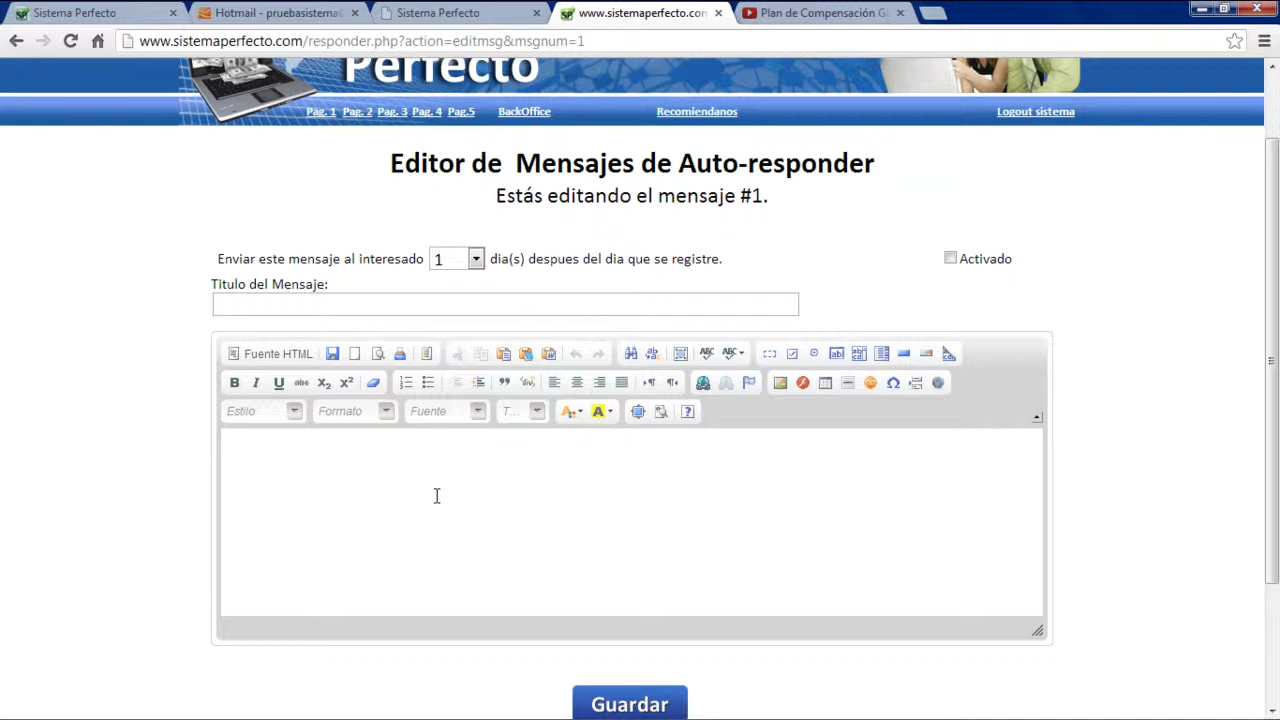 Sistema Perfecto
Hotmail - pruebasistema
Sistema Perfecto
www.sistemaperfecto.com
Plan de Compensación G
www.sistemaperfecto.com/responder.php?action=editmsg&msgnum=1
Perfecto
Pag. 1 Pag. 2 Pag. 3 Pag. 4 Pag.5 BackOffice Recomiendanos Logout sistema
Editor de Mensajes de Auto-responder
Estás editando el mensaje #1.
Enviar este mensaje al interesado 1 dia(s) despues del dia que se registre. Activado
Titulo del Mensaje:
Fuente HTML
Estilo Formato Fuente T...
Guardar